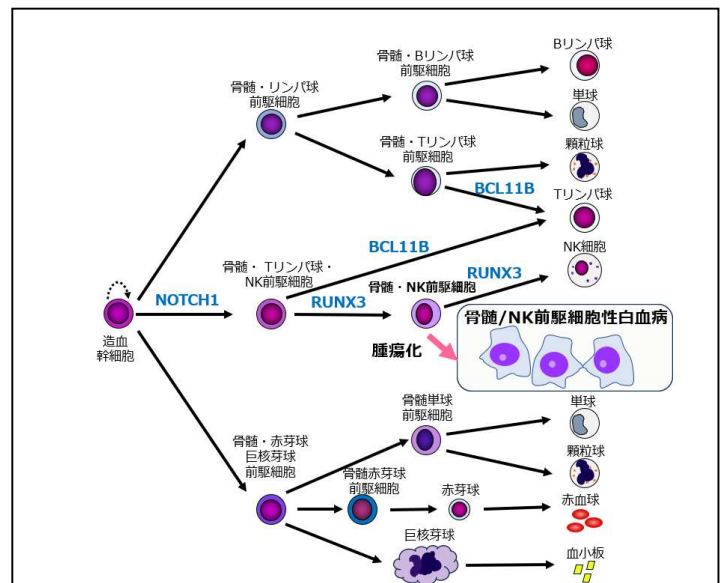 Bリンパ球
骨髄・Bリンパ球
前駆細胞
骨髄・リンパ球
前駆細胞
単球
骨髄・Tリンパ球
前駆細胞
顆粒球
BCL11B
Tリンパ球
BCL11B
NK細胞
骨髄・ Tリンパ球・
NK前駆細胞
骨髄・NK前駆細胞
RUNX3
NOTCH1
RUNX3
造血
幹細胞
骨髄/NK前駆細胞性白血病
腫瘍化
骨髄単球
前駆細胞
単球
骨髄・赤芽球
巨核芽球
前駆細胞
顆粒球
骨髄赤芽球
前駆細胞
赤芽球
赤血球
巨核芽球
血小板